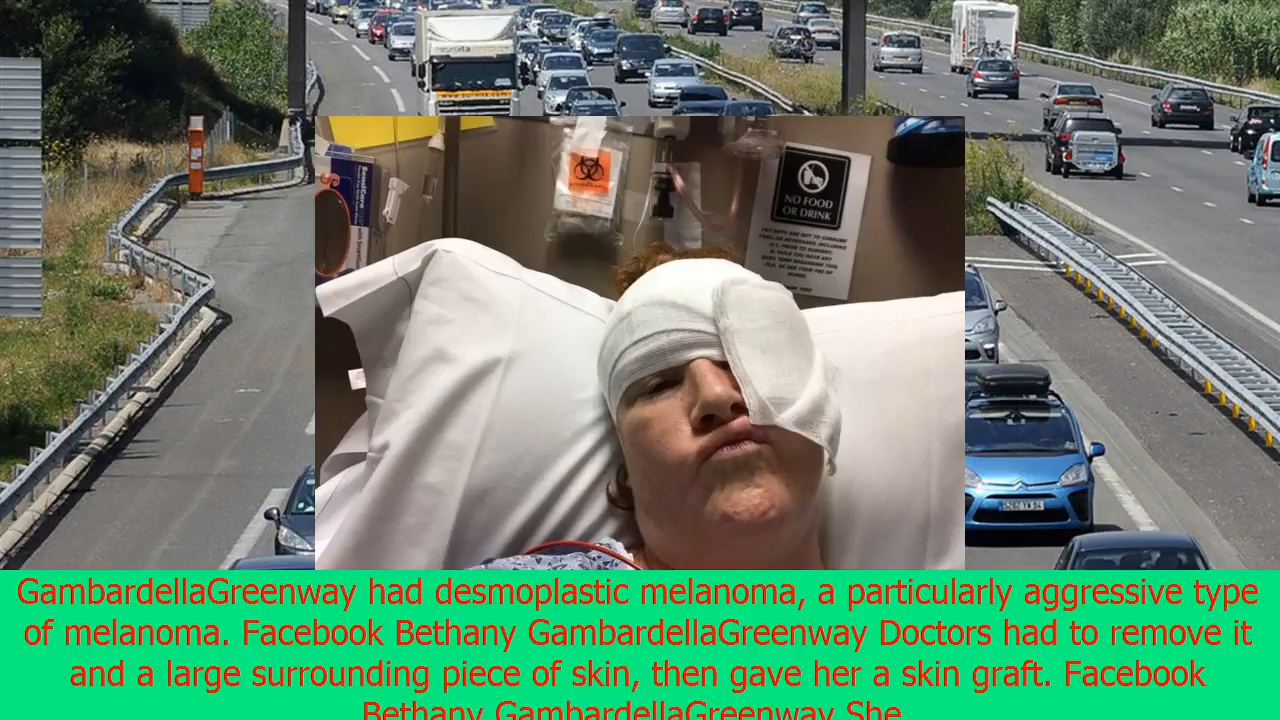 NO FOOD
OR DRINK
GambardellaGreenway had desmoplastic melanoma, a particularly aggressive type
of melanoma. Facebook Bethany GambardellaGreenway Doctors had to remove it
and a large surrounding piece of skin, then gave her a skin graft. Facebook
Bethany GambardellaGreenway She